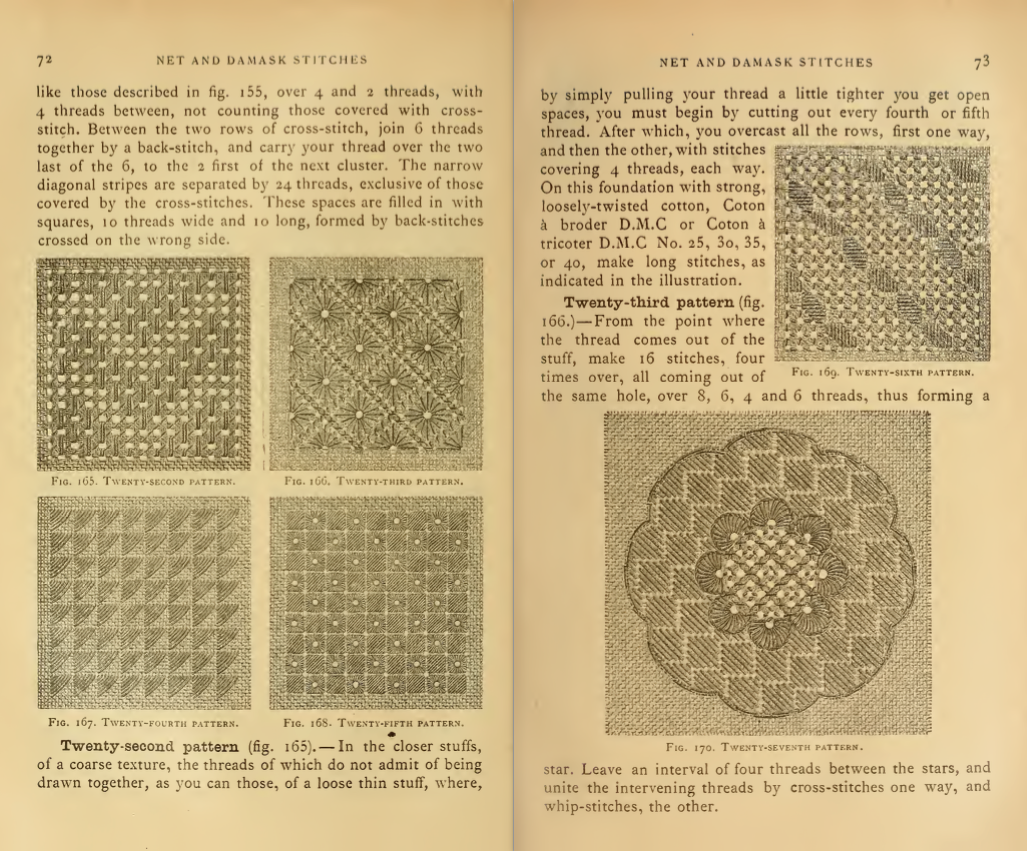 72
NET AND DAMASK STITCHES
like those described in fig. 155, over 4 and 2 threads, with
4 threads between, not counting those covered with cross-
stitch. Between the two rows of cross-stitch, join 6 threads
together by a back-stitch, and carry your thread over the two
last of the 6, to the 2 first of the next cluster. The narrow
diagonal stripes are separated by 24 threads, exclusive of those
covered by the cross-stitches. These spaces are filled in with
squares, 10 threads wide and 10 long, formed by back-stitches
crossed on the wrong side.
Fig. 165. Twenty-second pattern.
Fig. 166. Twenty-third pattern.
Fig. 167. Twenty-fourth pattern.
Fig. 168. Twenty-fifth pattern.
Twenty-second pattern (fig. 165).—In the closer stuffs,
of a coarse texture, the threads of which do not admit of being
drawn together, as you can those, of a loose thin stuff, where,
NET AND DAMASK STITCHES
73
by simply pulling your thread a little tighter you get open
spaces, you must begin by cutting out every fourth or fifth
thread. After which, you overcast all the rows, first one way,
and then the other, with stitches
covering 4 threads, each way.
On this foundation with strong,
loosely-twisted cotton, Coton
à broder D.M.C or Coton à
tricoter D.M.C No. 25, 30, 35,
or 40, make long stitches, as
indicated in the illustration.
Twenty-third pattern (fig.
166.)—From the point where
the thread comes out of the
stuff, make 16 stitches, four
times over, all coming out of
Fig. 169. Twenty-sixth pattern.
the same hole, over 8, 6, 4 and 6 threads, thus forming a
Fig. 170. Twenty-seventh pattern.
star. Leave an interval of four threads between the stars, and
unite the intervening threads by cross-stitches one way, and
whip-stitches, the other.